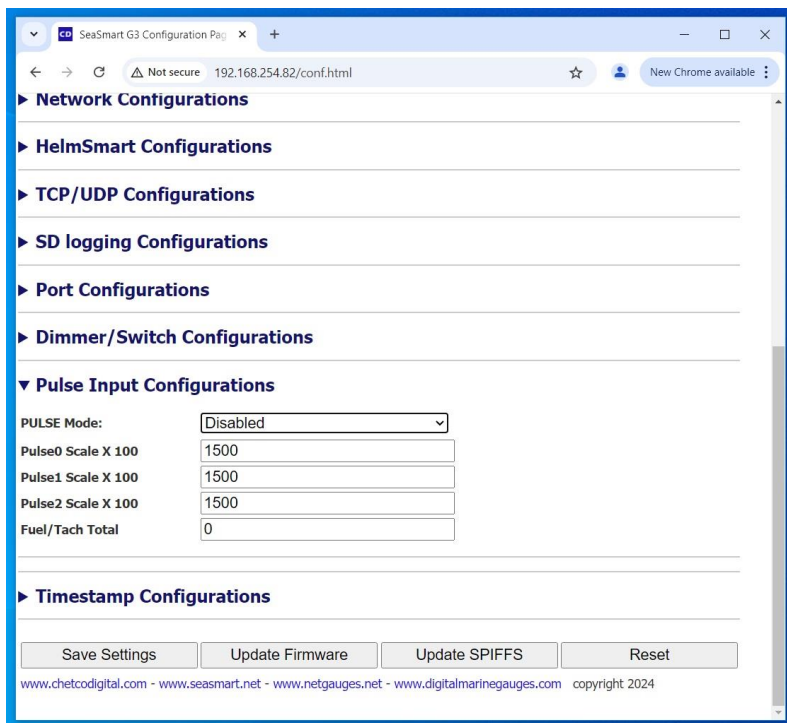 CD SeaSmart G3 Configuration Pag
Not secure 192.168.254.82/conf.html New Chrome available
Network Configurations
HelmSmart Configurations
TCP/UDP Configurations
SD logging Configurations
Port Configurations
Dimmer/Switch Configurations
Pulse Input Configurations
PULSE Mode: Disabled
Pulse0 Scale X 100 1500
Pulse1 Scale X 100 1500
Pulse2 Scale X 100 1500
Fuel/Tach Total 0
Timestamp Configurations
Save Settings Update Firmware Update SPIFFS Reset
www.chetcodigital.com - www.seasmart.net - www.netgauges.net - www.digitalmarinegauges.com copyright 2024